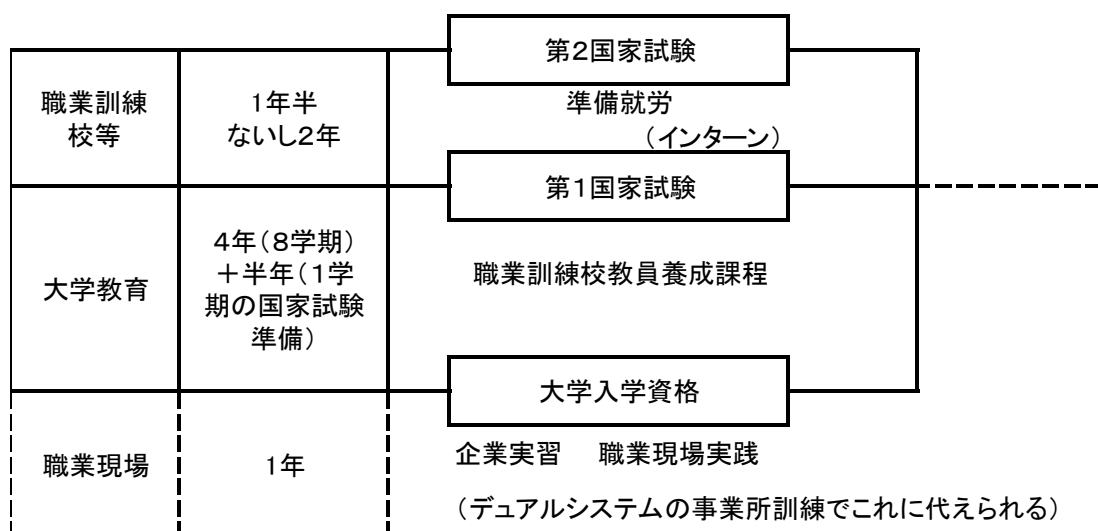 第2国家試験
職業訓練
校等
1年半
ないし2年
準備就労
（インターン）
第1国家試験
大学教育
4年（8学期）
＋半年（1学
期の国家試験
準備）
職業訓練校教員養成課程
大学入学資格
職業現場
1年
企業実習　職業現場実践
（デュアルシステムの事業所訓練でこれに代えられる）